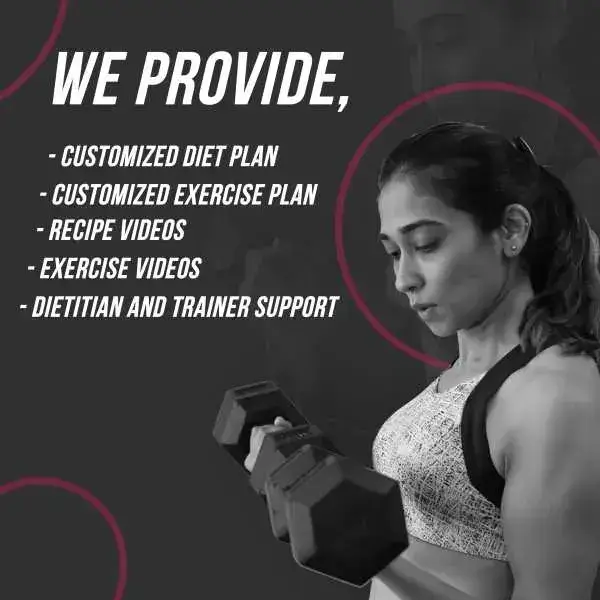 WE PROVIDE,
- CUSTOMIZED DIET PLAN
- CUSTOMIZED EXERCISE PLAN
- RECIPE VIDEOS
- EXERCISE VIDEOS
- DIETITIAN AND TRAINER SUPPORT